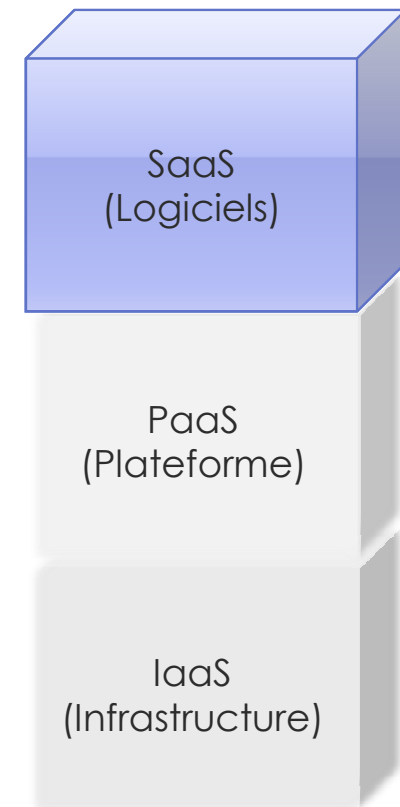 SaaS
(Logiciels)
PaaS
(Plateforme)
IaaS
(Infrastructure)